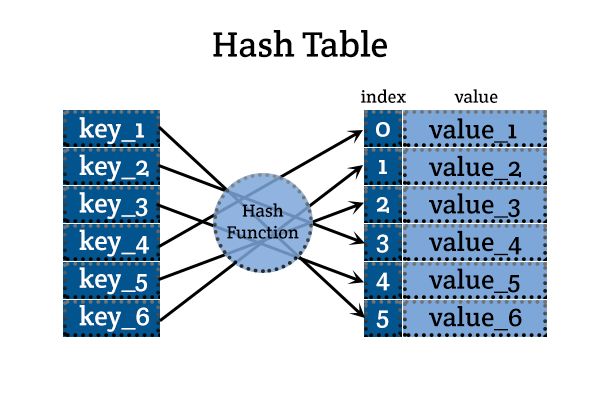 Hash Table
index value
key_1 0 value_1
key_2 1 value_2
key_3 2 value_3
key_4 3 value_4
key_5 4 value_5
key_6 5 value_6
Hash
Function